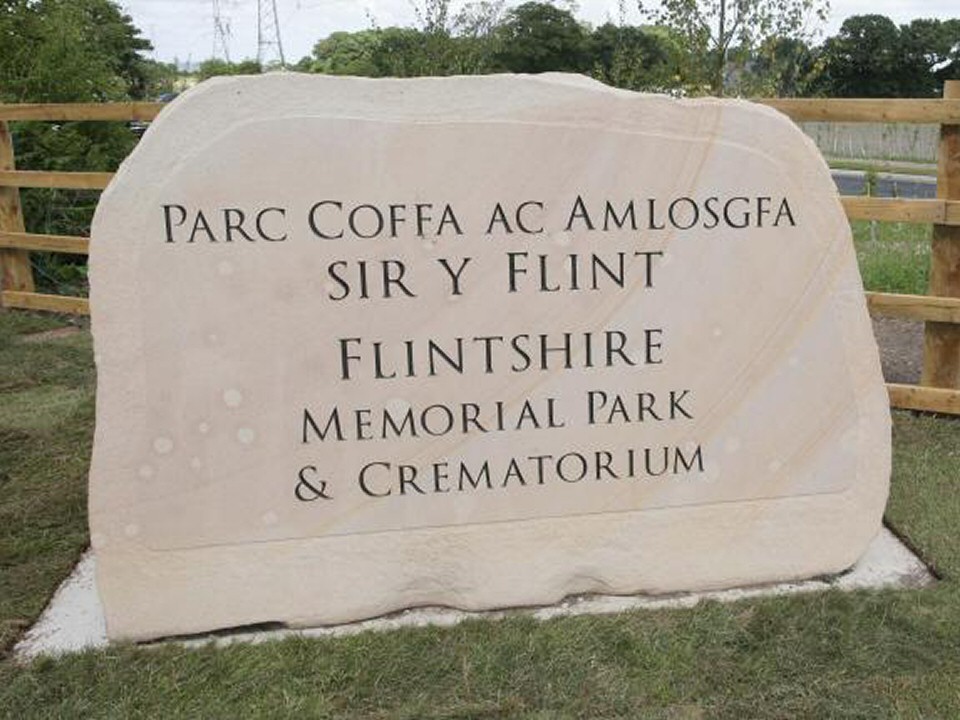 Parc Coffa ac Amlosgfa
Sir y Flint
Flintshire
Memorial Park
& Crematorium